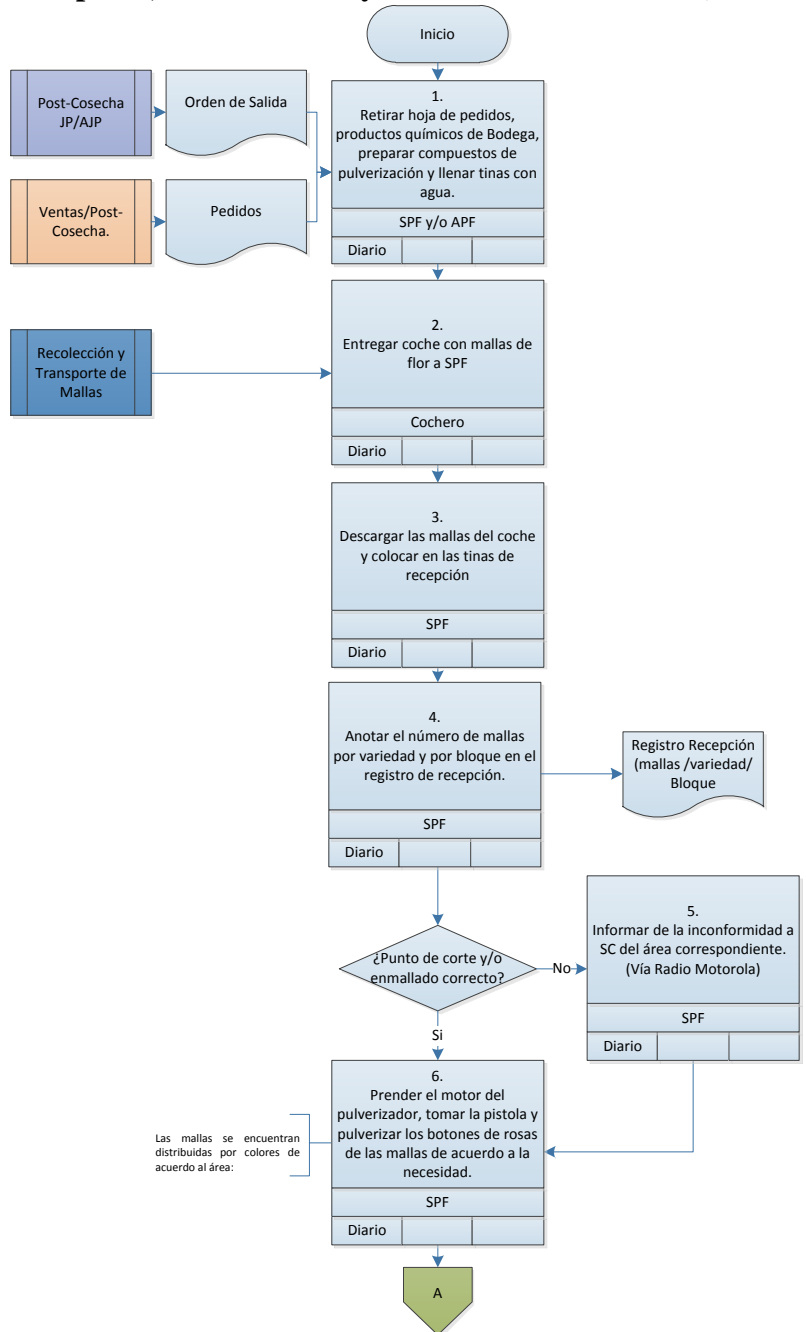 Inicio
Post-Cosecha
JP/AJP
Orden de Salida
Ventas/Post-
Cosecha.
Pedidos
1.
Retirar hoja de pedidos,
productos químicos de Bodega,
preparar compuestos de
pulverización y llenar tinas con
agua.
SPF y/o APF
Diario
Recolección y
Transporte de
Mallas
2.
Entregar coche con mallas de
flor a SPF
Cochero
Diario
3.
Descargar las mallas del coche
y colocar en las tinas de
recepción
SPF
Diario
4.
Anotar el número de mallas
por variedad y por bloque en el
registro de recepción.
SPF
Diario
Registro Recepción
(mallas /variedad/
Bloque
¿Punto de corte y/o
enmallado correcto?
No
Si
5.
Informar de la inconformidad a
SC del área correspondiente.
(Vía Radio Motorola)
SPF
Diario
Las mallas se encuentran
distribuidas por colores de
acuerdo al área:
6.
Prender el motor del
pulverizador, tomar la pistola y
pulverizar los botones de rosas
de las mallas de acuerdo a la
necesidad.
SPF
Diario
A